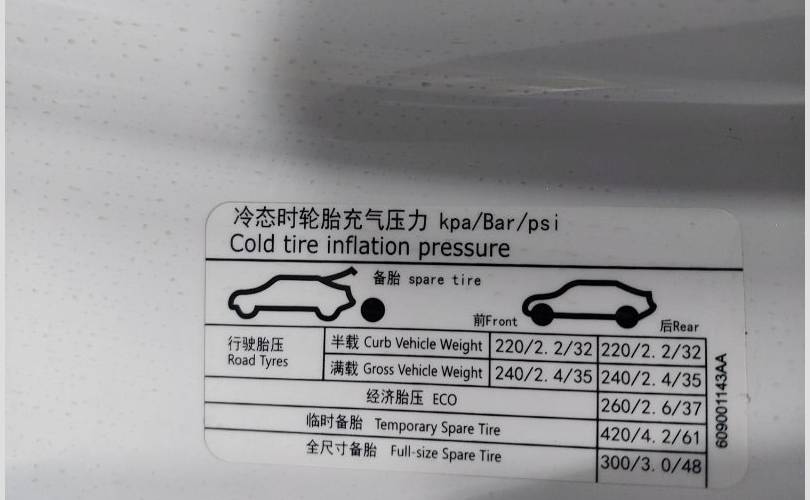 冷态时轮胎充气压力 kpa/Bar/psi
Cold tire inflation pressure
备胎 spare tire
前Front
后Rear
行驶胎压
Road Tyres
半载 Curb Vehicle Weight 220/2.2/32 220/2.2/32
满载 Gross Vehicle Weight 240/2.4/35 240/2.4/35
经济胎压 ECO 260/2.6/37
临时备胎 Temporary Spare Tire 420/4.2/61
全尺寸备胎 Full-size Spare Tire 300/3.0/48
609001143AA